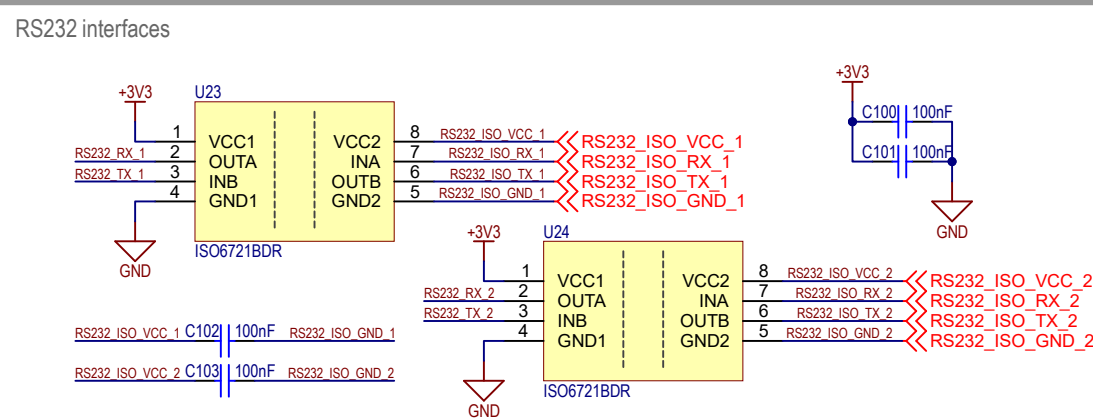 RS232 interfaces
+3V3
U23
1 VCC1
RS232_RX_1 2 OUTA
RS232_TX_1 3 INB
4 GND1
VCC2 8 RS232_ISO_VCC_1 RS232_ISO_VCC_1
INA 7 RS232_ISO_RX_1 RS232_ISO_RX_1
OUTB 6 RS232_ISO_TX_1 RS232_ISO_TX_1
GND2 5 RS232_ISO_GND_1 RS232_ISO_GND_1
ISO6721BDR
GND
+3V3
C100 100nF
C101 100nF
GND
+3V3
U24
1 VCC1
RS232_RX_2 2 OUTA
RS232_TX_2 3 INB
4 GND1
VCC2 8 RS232_ISO_VCC_2 RS232_ISO_VCC_2
INA 7 RS232_ISO_RX_2 RS232_ISO_RX_2
OUTB 6 RS232_ISO_TX_2 RS232_ISO_TX_2
GND2 5 RS232_ISO_GND_2 RS232_ISO_GND_2
ISO6721BDR
GND
RS232_ISO_VCC_1 C102 100nF RS232_ISO_GND_1
RS232_ISO_VCC_2 C103 100nF RS232_ISO_GND_2